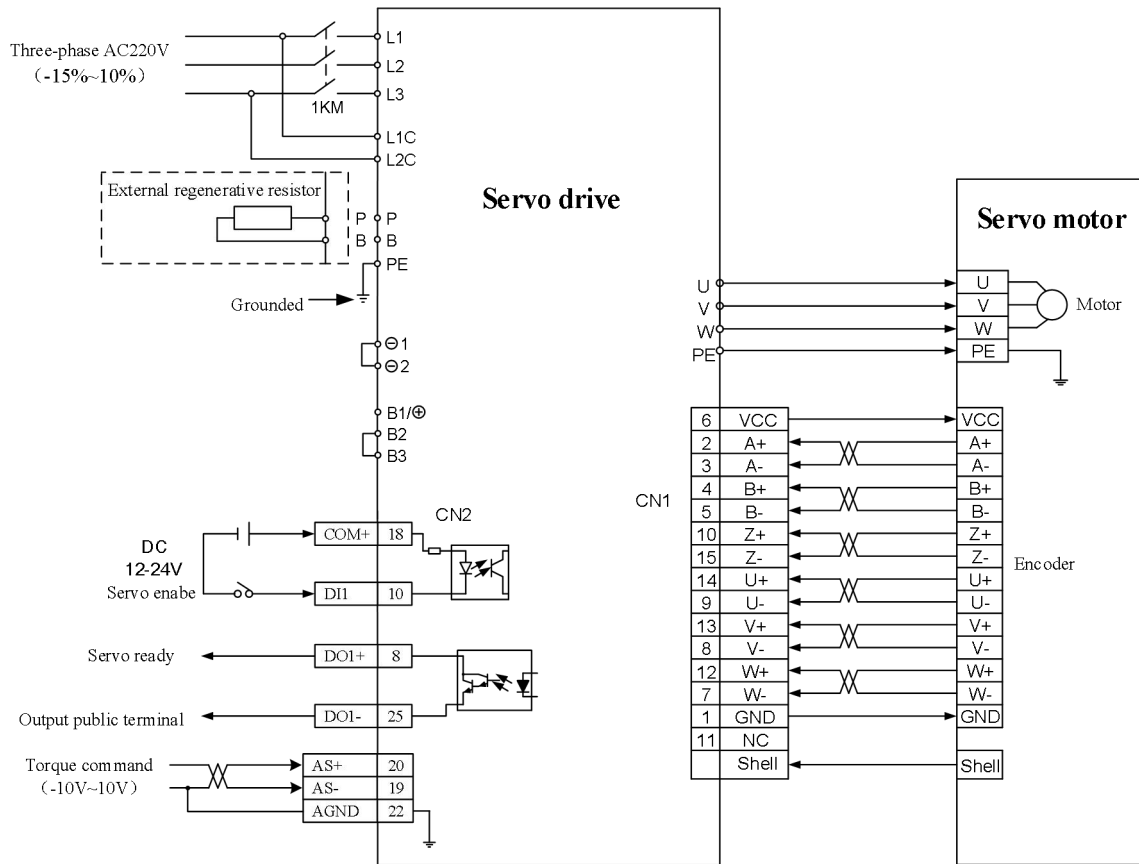 Three-phase AC220V
（-15%~10%）
1KM
L1
L2
L3
L1C
L2C
External regenerative resistor
P P
B B
PE
Grounded
⊖1
⊖2
B1/⊕
B2
B3
Servo drive
Servo motor
U
V
W
PE
U
V
W
PE
Motor
CN2
DC
12-24V
Servo enabe
COM+ 18
DI1 10
Servo ready
DO1+ 8
Output public terminal
DO1- 25
Torque command
（-10V~10V）
AS+ 20
AS- 19
AGND 22
CN1
6 VCC VCC
2 A+ A+
3 A- A-
4 B+ B+
5 B- B-
10 Z+ Z+
15 Z- Z-
14 U+ U+
9 U- U-
13 V+ V+
8 V- V-
12 W+ W+
7 W- W-
1 GND GND
11 NC
Shell Shell
Encoder